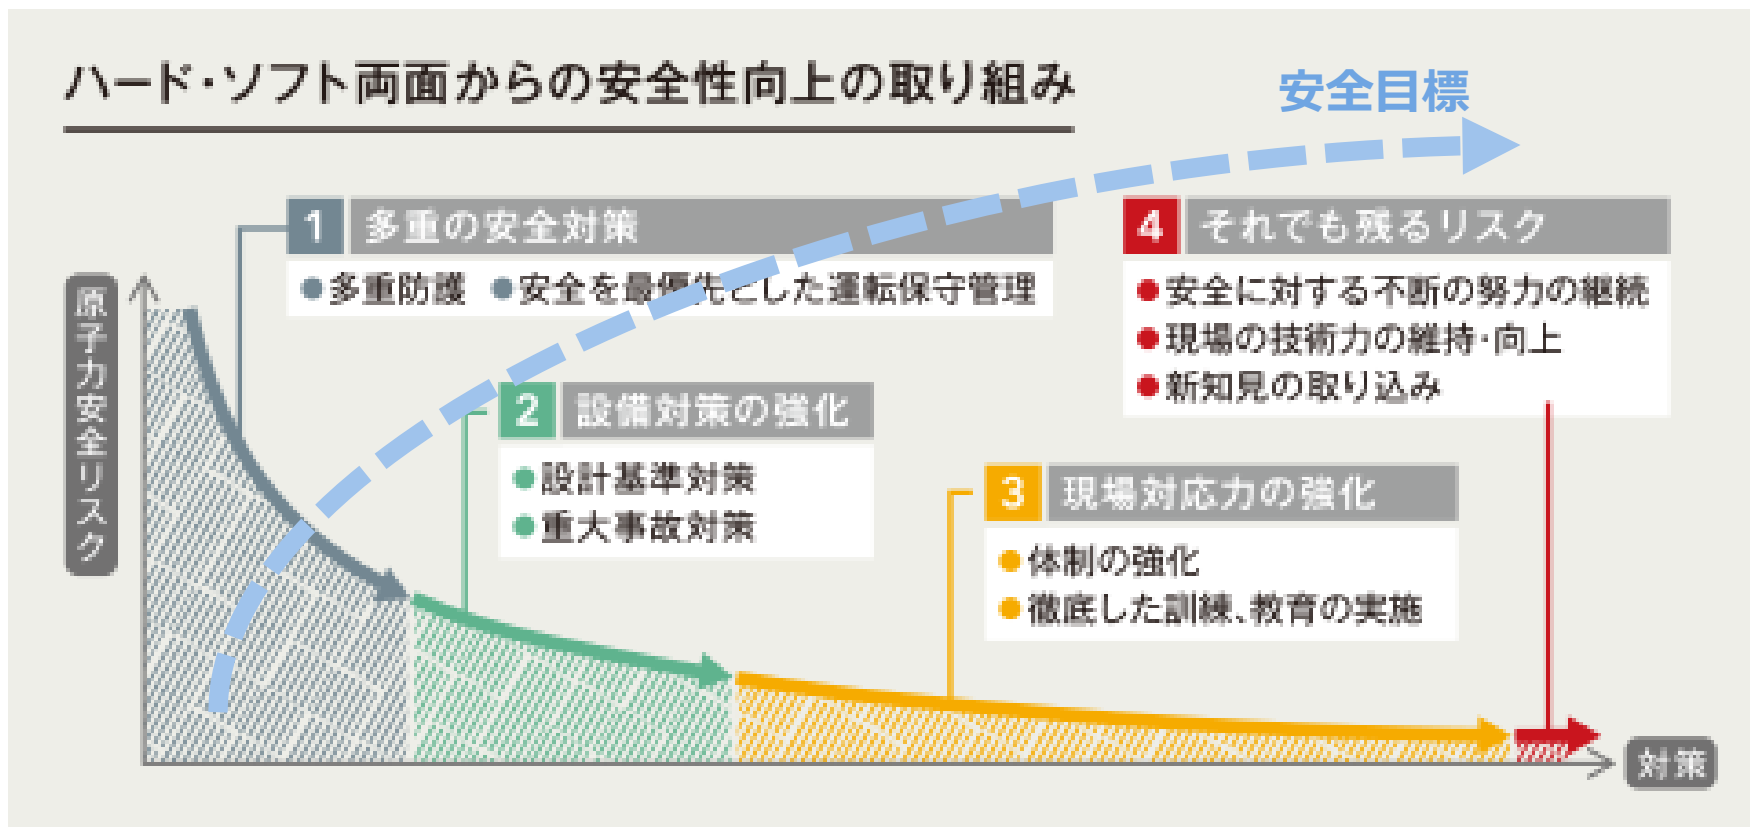 ハード・ソフト両面からの安全性向上の取り組み
安全目標
1 多重の安全対策
●多重防護 ●安全を最優先とした運転保守管理
4 それでも残るリスク
●安全に対する不断の努力の継続
●現場の技術力の維持・向上
●新知見の取り込み
原子力安全リスク
2 設備対策の強化
●設計基準対策
●重大事故対策
3 現場対応力の強化
●体制の強化
●徹底した訓練、教育の実施
対策